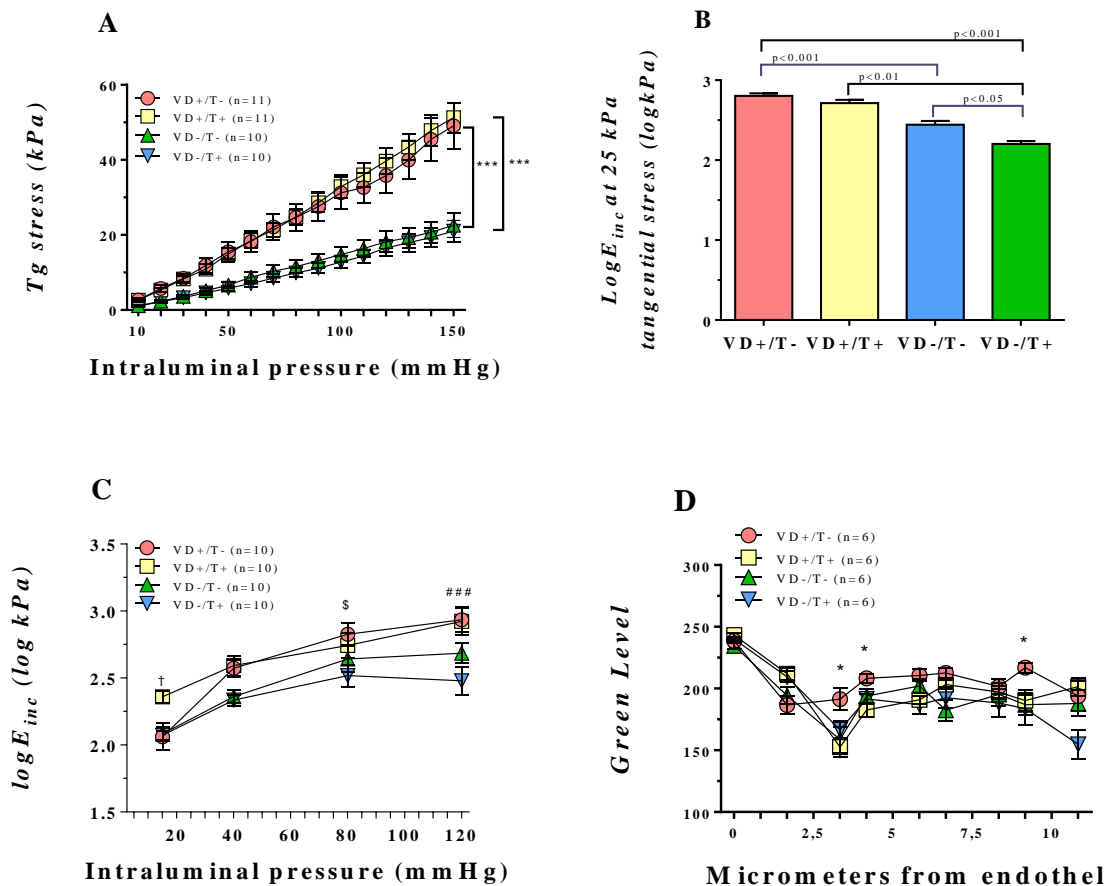 A
Tg stress (kPa)
60
40
20
0
VD+/T- (n=11)
VD+/T+ (n=11)
VD-/T- (n=10)
VD-/T+ (n=10)
*** ***
10 50 100 150
Intraluminal pressure (mmHg)
B
p<0.001
p<0.001
p<0.01
p<0.05
LogEinc at 25 kPa
tangential stress (logkPa)
3
2
1
0
VD+/T- VD+/T+ VD-/T- VD-/T+
C
logEinc (log kPa)
3.5
3.0
2.5
2.0
1.5
VD+/T- (n=10)
VD+/T+ (n=10)
VD-/T- (n=10)
VD-/T+ (n=10)
†
$
###
20 40 60 80 100 120
Intraluminal pressure (mmHg)
D
VD+/T- (n=6)
VD+/T+ (n=6)
VD-/T- (n=6)
VD-/T+ (n=6)
Green Level
300
250
200
150
100
* * *
0 2,5 5 7,5 10
Micrometers from endothel